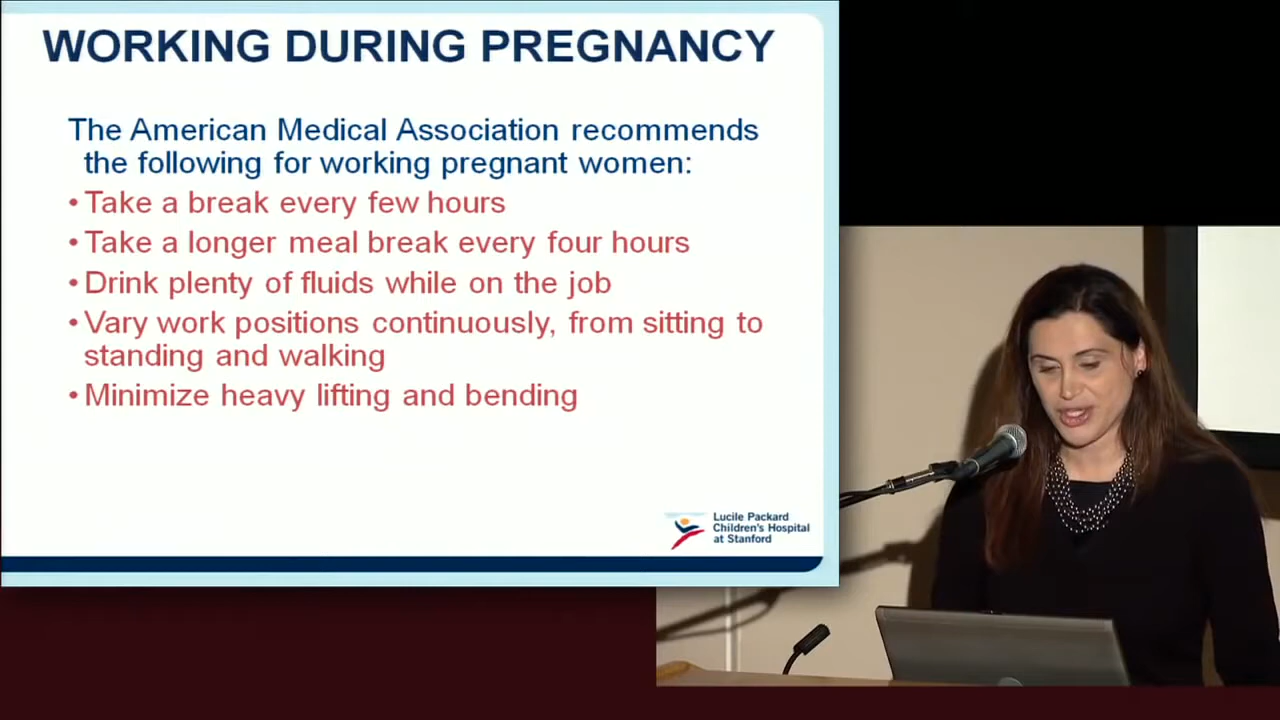 WORKING DURING PREGNANCY
The American Medical Association recommends
the following for working pregnant women:
• Take a break every few hours
• Take a longer meal break every four hours
• Drink plenty of fluids while on the job
• Vary work positions continuously, from sitting to
standing and walking
• Minimize heavy lifting and bending
Lucile Packard
Children's Hospital
at Stanford